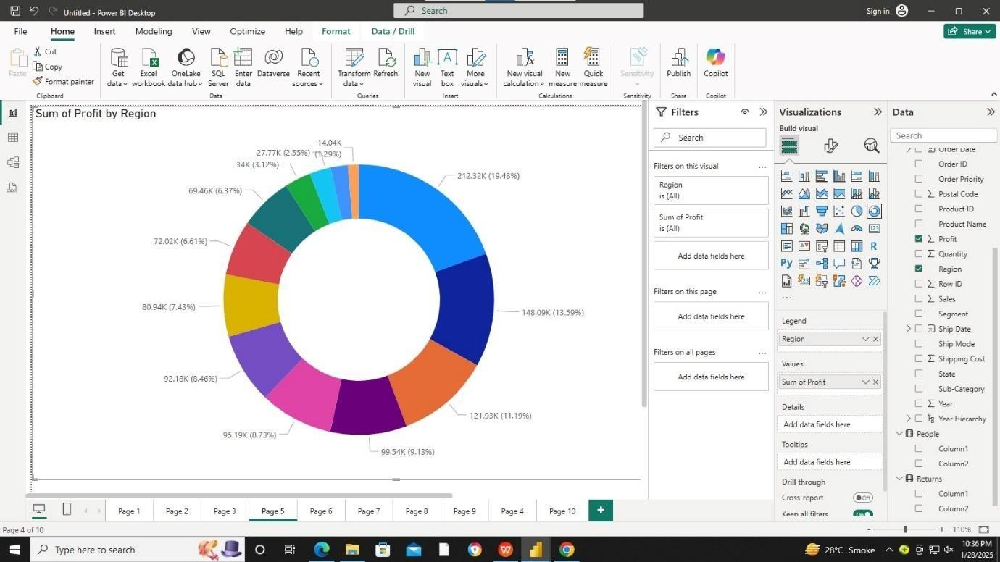 Untitled - Power BI Desktop
Search
Sign in
File Home Insert Modeling View Optimize Help Format Data / Drill
Share
Paste
Cut
Copy
Format painter
Clipboard
Get data
Excel workbook
OneLake data hub
SQL Server
Enter data
Dataverse
Recent sources
Data
Transform data
Refresh
Queries
New visual
Text box
More visuals
Insert
New visual calculation
New measure
Quick measure
Calculations
Sensitivity
Sensitivity
Publish
Share
Copilot
Copilot
Sum of Profit by Region
14.04K
(1.29%)
27.77K (2.55%)
34K (3.12%)
69.46K (6.37%)
72.02K (6.61%)
80.94K (7.43%)
92.18K (8.46%)
95.19K (8.73%)
99.54K (9.13%)
121.93K (11.19%)
148.09K (13.59%)
212.32K (19.48%)
Filters
Search
Filters on this visual
...
Region
is (All)
Sum of Profit
is (All)
Add data fields here
Filters on this page
...
Add data fields here
Filters on all pages
...
Add data fields here
Visualizations
Build visual
123
R
Py
...
Legend
Region
Values
Sum of Profit
Details
Add data fields here
Tooltips
Add data fields here
Drill through
Cross-report
Off
Keep all filters
On
Data
Search
Order Date
Order ID
Order Priority
Postal Code
Product ID
Product Name
Profit
Quantity
Region
Row ID
Sales
Segment
Ship Date
Ship Mode
Shipping Cost
State
Sub-Category
Year
Year Hierarchy
People
Column1
Column2
Returns
Column1
Column2
Page 1 Page 2 Page 3 Page 5 Page 6 Page 7 Page 8 Page 9 Page 4 Page 10 +
Page 4 of 10
- + 110%
Type here to search
28°C Smoke
10:36 PM
1/28/2025